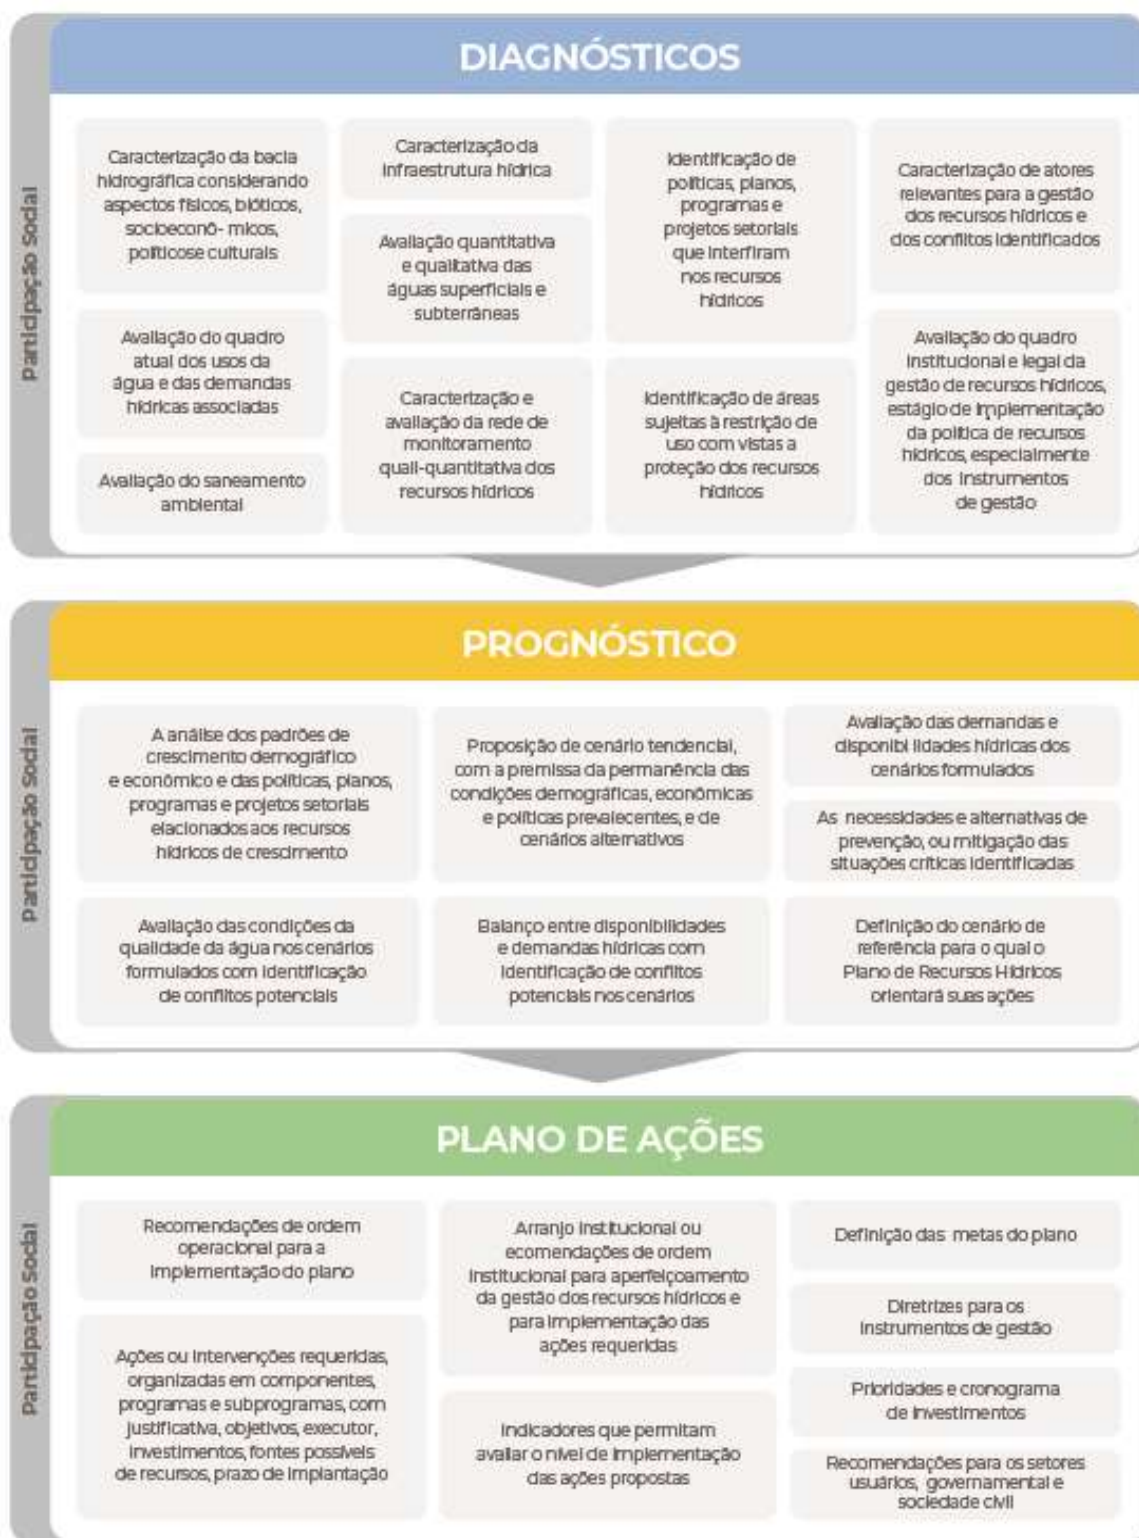 Participação Social
DIAGNÓSTICOS
Caracterização da bacia
hidrográfica considerando
aspectos físicos, bióticos,
socioeconô- micos,
políticose culturais
Avaliação do quadro
atual dos usos da
água e das demandas
hídricas associadas
Avaliação do saneamento
ambiental
Caracterização da
infraestrutura hídrica
Avaliação quantitativa
e qualitativa das
águas superficiais e
subterrâneas
Caracterização e
avaliação da rede de
monitoramento
quali-quantitativa dos
recursos hídricos
Identificação de
políticas, planos,
programas e
projetos setoriais
que interfiram
nos recursos
hídricos
Identificação de áreas
sujeitas à restrição de
uso com vistas a
proteção dos recursos
hídricos
Caracterização de atores
relevantes para a gestão
dos recursos hídricos e
dos conflitos identificados
Avaliação do quadro
institucional e legal da
gestão de recursos hídricos,
estágio de implementação
da política de recursos
hídricos, especialmente
dos instrumentos
de gestão
Participação Social
PROGNÓSTICO
A análise dos padrões de
crescimento demográfico
e econômico e das políticas, planos,
programas e projetos setoriais
elacionados aos recursos
hídricos de crescimento
Avaliação das condições da
qualidade da água nos cenários
formulados com identificação
de conflitos potenciais
Proposição de cenário tendencial,
com a premissa da permanência das
condições demográficas, econômicas
e políticas prevalecentes, e de
cenários alternativos
Balanço entre disponibilidades
e demandas hídricas com
identificação de conflitos
potenciais nos cenários
Avaliação das demandas e
disponibi lidades hídricas dos
cenários formulados
As necessidades e alternativas de
prevenção, ou mitigação das
situações críticas identificadas
Definição do cenário de
referência para o qual o
Plano de Recursos Hídricos
orientará suas ações
Participação Social
PLANO DE AÇÕES
Recomendações de ordem
operacional para a
implementação do plano
Ações ou intervenções requeridas,
organizadas em componentes,
programas e subprogramas, com
justificativa, objetivos, executor,
investimentos, fontes possíveis
de recursos, prazo de implantação
Arranjo institucional ou
ecomendações de ordem
institucional para aperfeiçoamento
da gestão dos recursos hídricos e
para implementação das
ações requeridas
Indicadores que permitam
avaliar o nível de implementação
das ações propostas
Definição das metas do plano
Diretrizes para os
instrumentos de gestão
Prioridades e cronograma
de investimentos
Recomendações para os setores
usuários, governamental e
sociedade civil